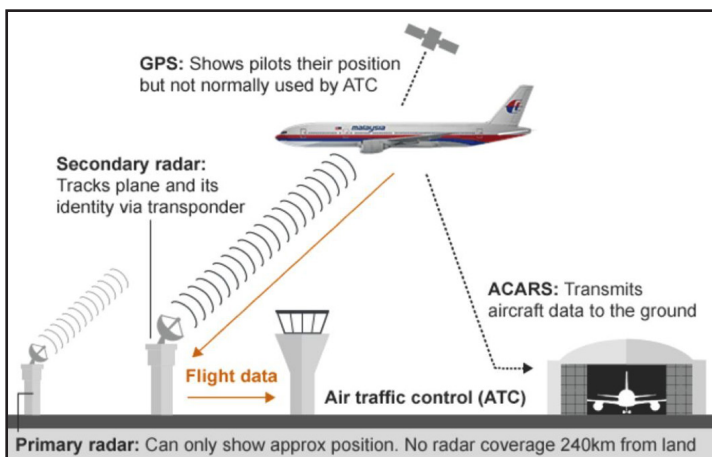 GPS: Shows pilots their position
but not normally used by ATC
malaysia
Secondary radar:
Tracks plane and its
identity via transponder
ACARS: Transmits
aircraft data to the ground
Flight data
Air traffic control (ATC)
Primary radar: Can only show approx position. No radar coverage 240km from land